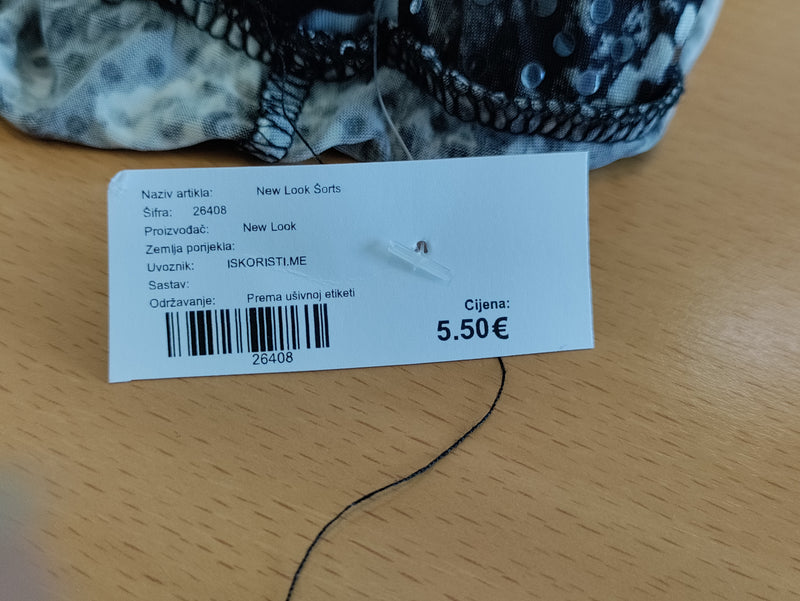 Naziv artikla: New Look Šorts
Šifra: 26408
Proizvođač: New Look
Zemlja porijekla:
Uvoznik: ISKORISTI.ME
Sastav:
Održavanje: Prema ušivnoj etiketi
26408
Cijena:
5.50€